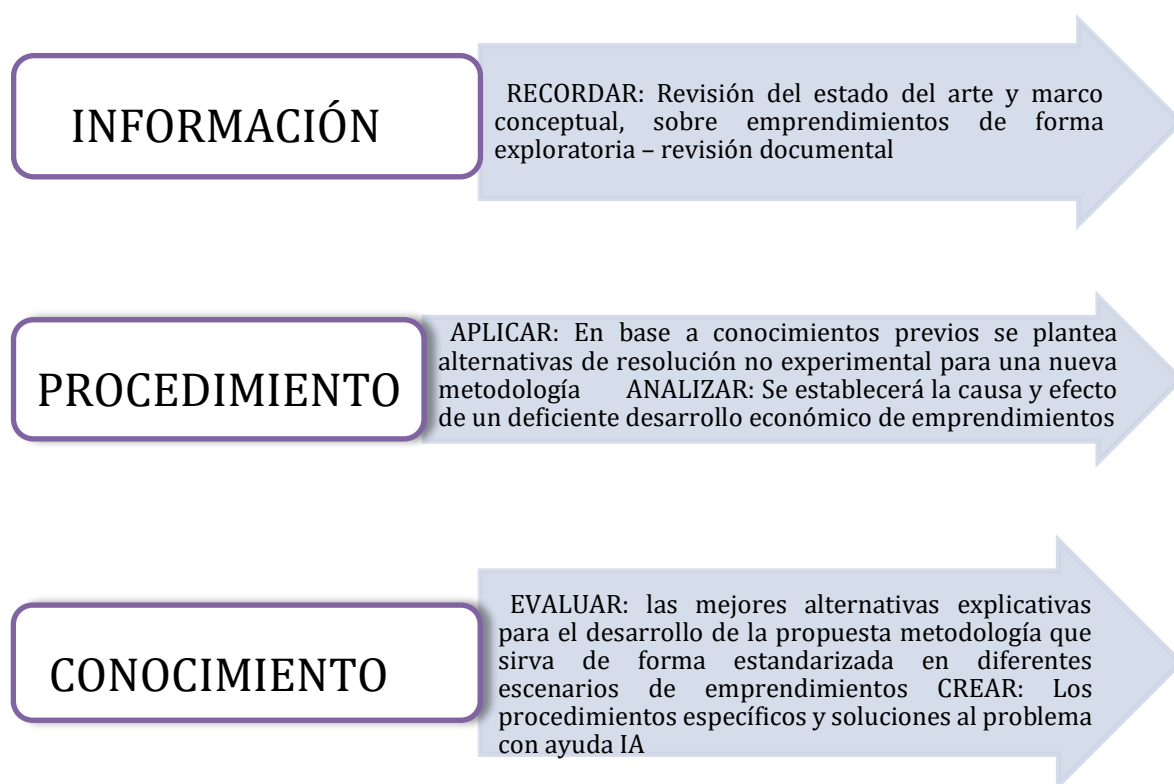 INFORMACIÓN
RECORDAR: Revisión del estado del arte y marco
conceptual, sobre emprendimientos de forma
exploratoria – revisión documental
PROCEDIMIENTO
APLICAR: En base a conocimientos previos se plantea
alternativas de resolución no experimental para una nueva
metodología ANALIZAR: Se establecerá la causa y efecto
de un deficiente desarrollo económico de emprendimientos
CONOCIMIENTO
EVALUAR: las mejores alternativas explicativas
para el desarrollo de la propuesta metodología que
sirva de forma estandarizada en diferentes
escenarios de emprendimientos CREAR: Los
procedimientos específicos y soluciones al problema
con ayuda IA